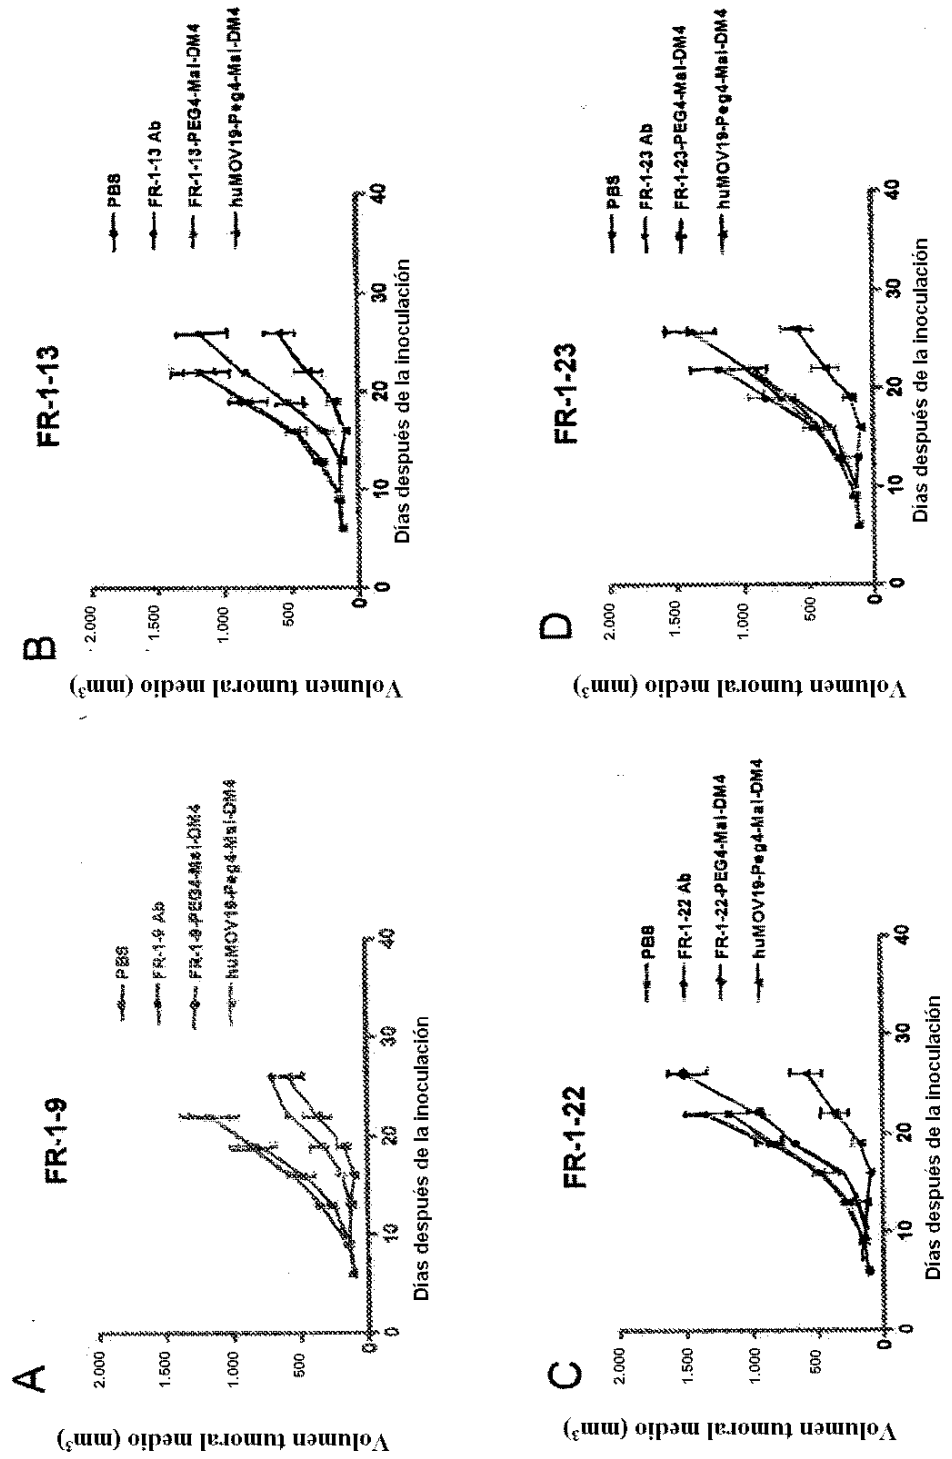 A
FR-1-9
Volumen tumoral medio (mm³)
2.000
1.500
1.000
500
0
0
10
20
30
40
Días después de la inoculación
PBS
FR-1-9 Ab
FR-1-9-PEG4-Mal-DM4
huMOV19-Peg4-Mal-DM4
B
FR-1-13
Volumen tumoral medio (mm³)
2.000
1.500
1.000
500
0
0
10
20
30
40
Días después de la inoculación
PBS
FR-1-13 Ab
FR-1-13-PEG4-Mal-DM4
huMOV19-Peg4-Mal-DM4
C
FR-1-22
Volumen tumoral medio (mm³)
2.000
1.500
1.000
500
0
0
10
20
30
40
Días después de la inoculación
PBS
FR-1-22 Ab
FR-1-22-PEG4-Mal-DM4
huMOV19-Peg4-Mal-DM4
D
FR-1-23
Volumen tumoral medio (mm³)
2.000
1.500
1.000
500
0
0
10
20
30
40
Días después de la inoculación
PBS
FR-1-23 Ab
FR-1-23-PEG4-Mal-DM4
huMOV19-Peg4-Mal-DM4